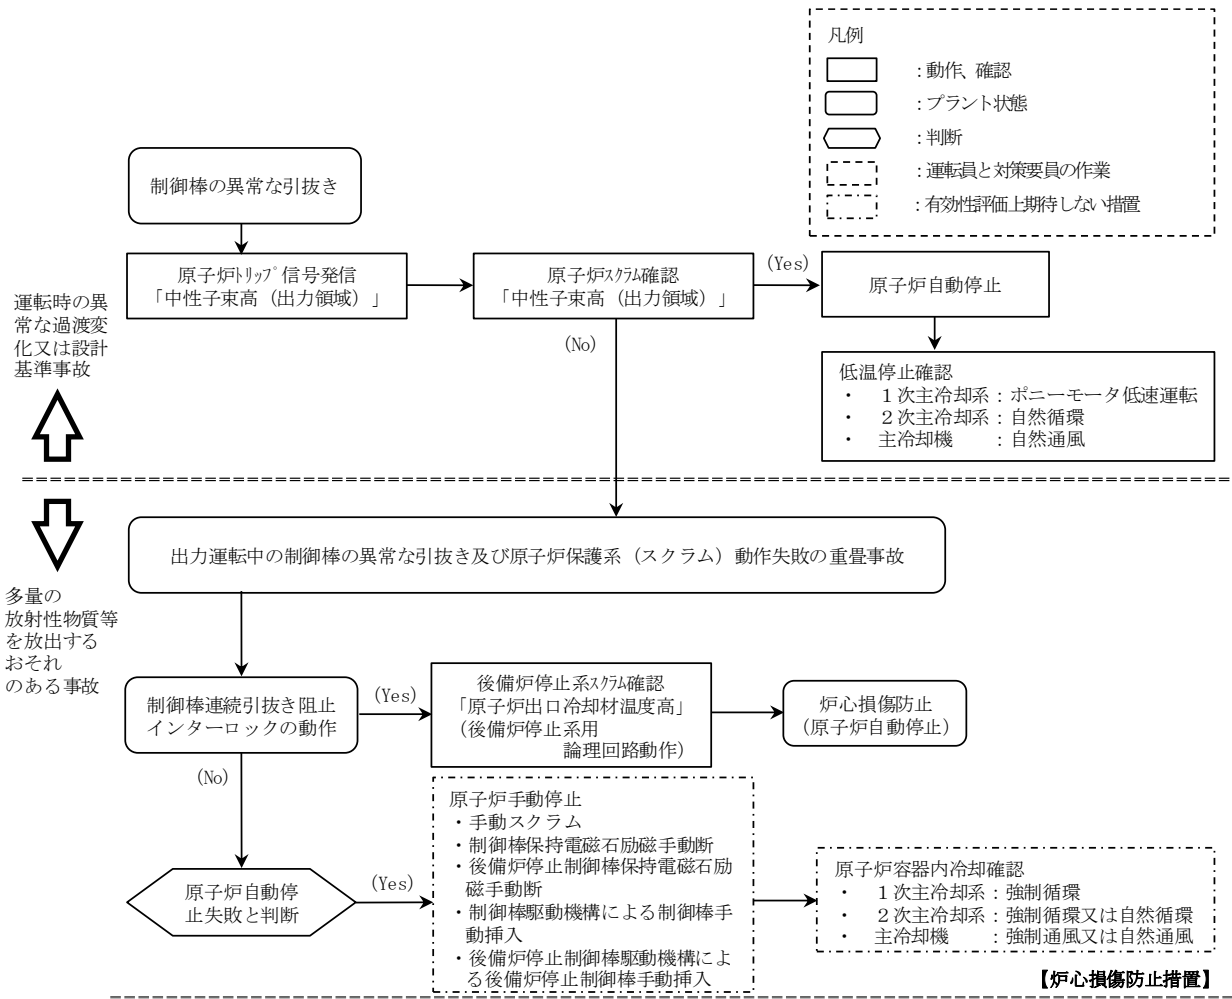 凡例
：動作、確認
：プラント状態
：判断
：運転員と対策要員の作業
：有効性評価上期待しない措置
制御棒の異常な引抜き
原子炉ﾄﾘｯﾌﾟ信号発信
「中性子束高（出力領域）」
原子炉ｽｸﾗﾑ確認
「中性子束高（出力領域）」
(Yes)
原子炉自動停止
(No)
運転時の異
常な過渡変
化又は設計
基準事故
低温停止確認
・ １次主冷却系：ポニーモータ低速運転
・ ２次主冷却系：自然循環
・ 主冷却機 ：自然通風
出力運転中の制御棒の異常な引抜き及び原子炉保護系（スクラム）動作失敗の重畳事故
多量の
放射性物質等
を放出する
おそれ
のある事故
制御棒連続引抜き阻止
インターロックの動作
(Yes)
後備炉停止系ｽｸﾗﾑ確認
「原子炉出口冷却材温度高」
（後備炉停止系用
論理回路動作）
炉心損傷防止
（原子炉自動停止）
(No)
原子炉自動停
止失敗と判断
(Yes)
原子炉手動停止
・手動スクラム
・制御棒保持電磁石励磁手動断
・後備炉停止制御棒保持電磁石励
磁手動断
・制御棒駆動機構による制御棒手
動挿入
・後備炉停止制御棒駆動機構によ
る後備炉停止制御棒手動挿入
原子炉容器内冷却確認
・ １次主冷却系：強制循環
・ ２次主冷却系：強制循環又は自然循環
・ 主冷却機 ：強制通風又は自然通風
【炉心損傷防止措置】